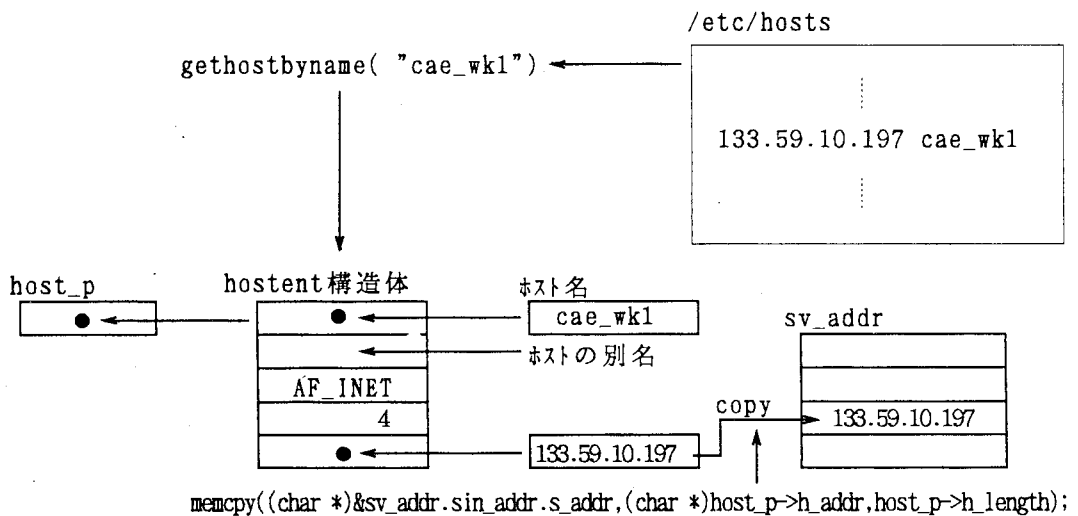 /etc/hosts
gethostbyname( "cae_wk1")
133.59.10.197 cae_wk1
host_p
hostent構造体
ホスト名
cae_wk1
sv_addr
ホストの別名
AF_INET
4
copy
133.59.10.197
133.59.10.197
memcpy((char *)&sv_addr.sin_addr.s_addr,(char *)host_p->h_addr,host_p->h_length);